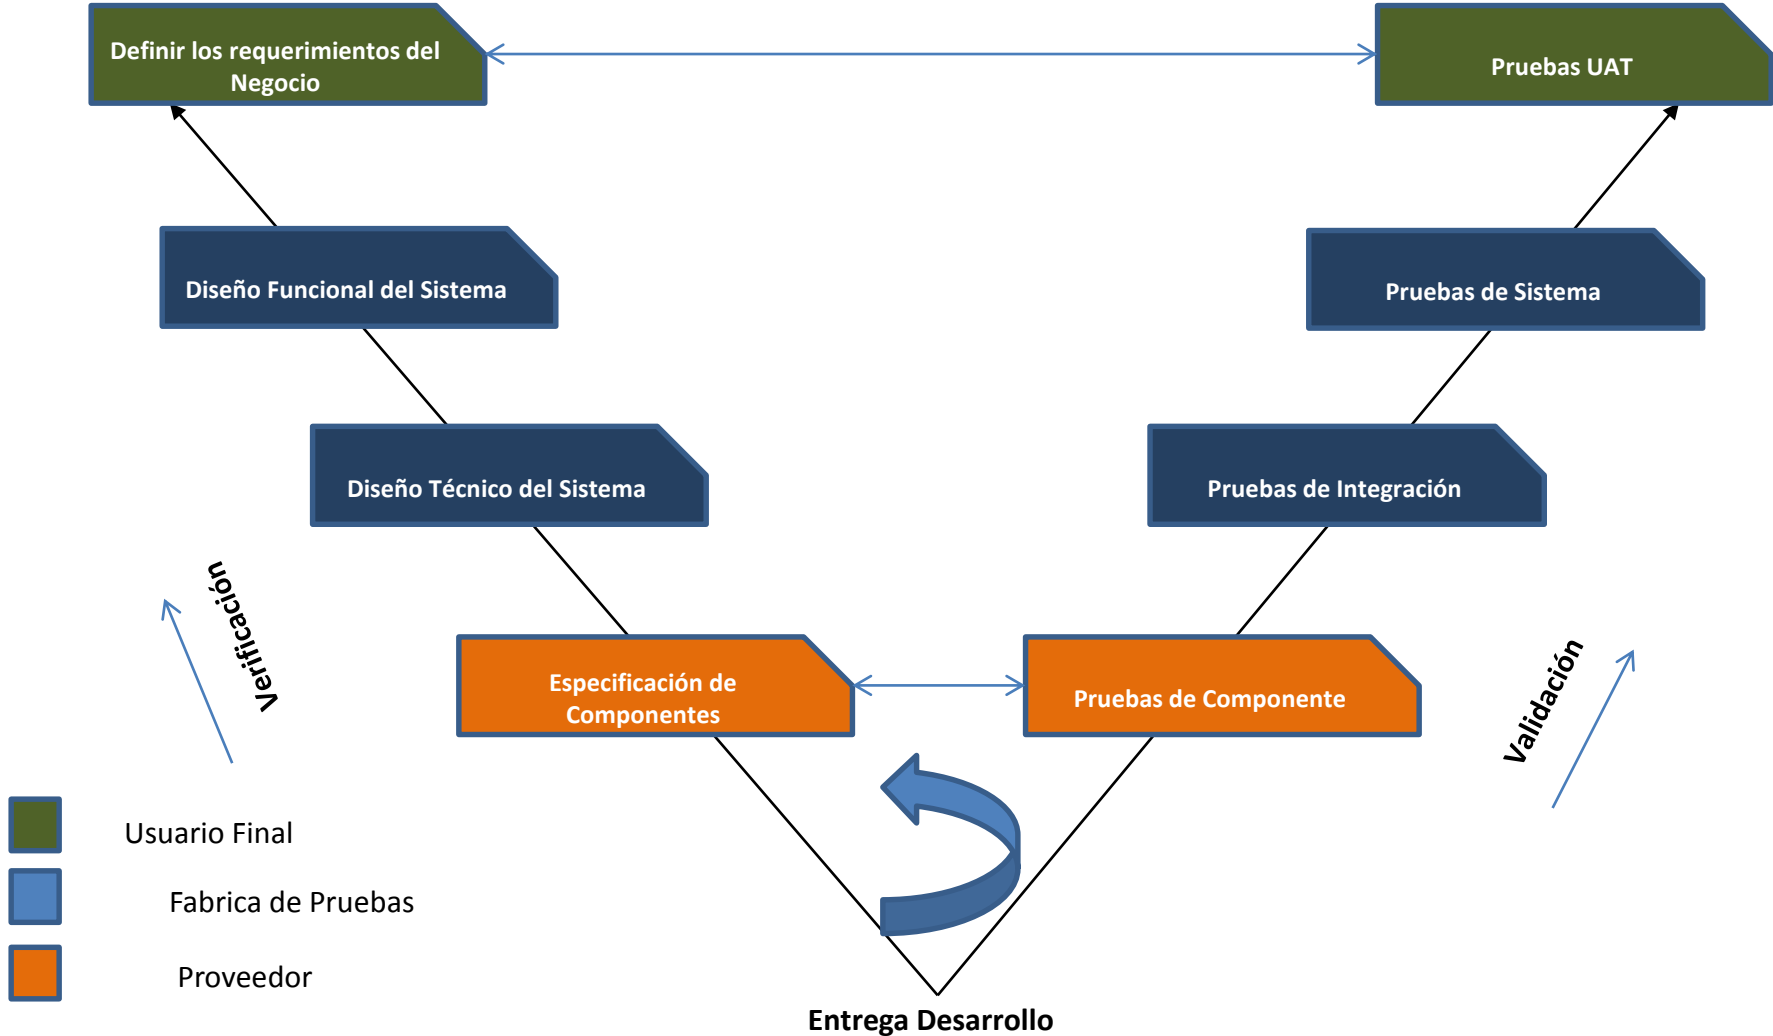 Definir los requerimientos del
Negocio
Pruebas UAT
Diseño Funcional del Sistema
Pruebas de Sistema
Diseño Técnico del Sistema
Pruebas de Integración
Verificación
Especificación de
Componentes
Pruebas de Componente
Validación
Usuario Final
Fabrica de Pruebas
Proveedor
Entrega Desarrollo